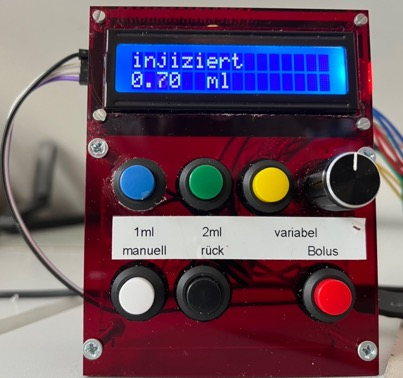 injiziert
0.70 ml
1ml 2ml variabel
manuell rück Bolus